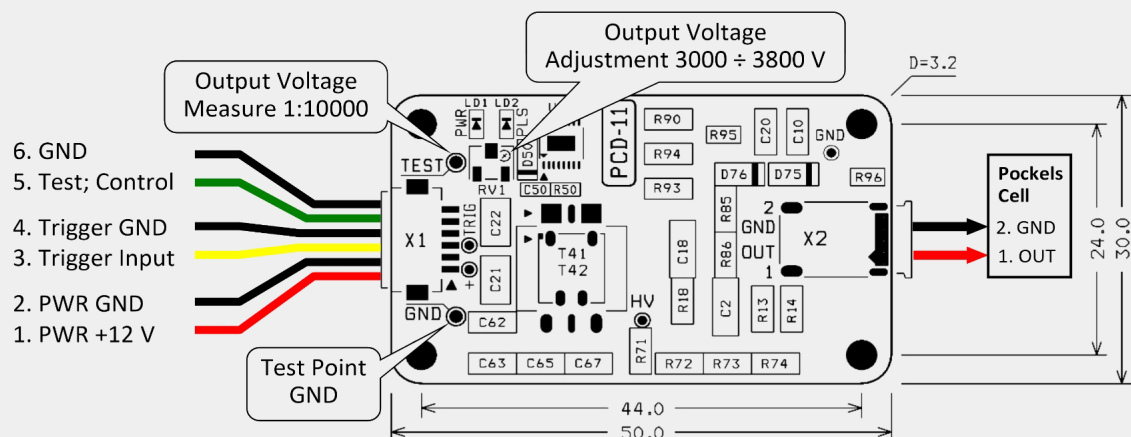 Output Voltage
Adjustment 3000 ÷ 3800 V
Output Voltage
Measure 1:10000
D=3.2
6. GND
5. Test; Control
4. Trigger GND
3. Trigger Input
2. PWR GND
1. PWR +12 V
Test Point
GND
LD1 LD2
PWR
PLS
TEST
D50
RV1
C50 R50
PCD-11
R90
R94
R93
R95
C20
C10
GND
D76
D75
R96
X1
TRIG
+
C22
C21
GND
C62
T41
T42
C18
R18
R85
R86
C2
2
GND
OUT
1
X2
R13
R14
HV
R71
C63
C65
C67
R72
R73
R74
Pockels
Cell
2. GND
1. OUT
24.0
30.0
44.0
50.0